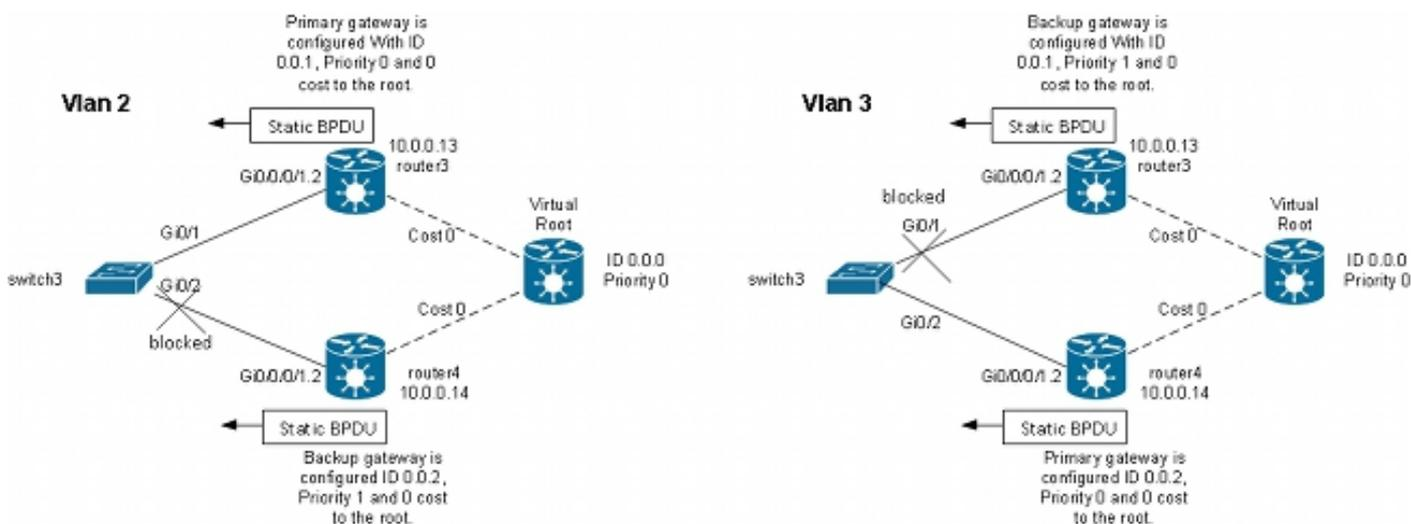 Primary gateway is
configured With ID
0.0.1, Priority 0 and 0
cost to the root.
Vlan 2
Static BPDU
10.0.0.13
router3
Gi0/0/0/1.2
Virtual
Root
Gi0/1
Cost 0
ID 0.0.0
Priority 0
switch3
Gi0/2
Cost 0
blocked
router4
10.0.0.14
Gi0/0/0/1.2
Static BPDU
Backup gateway is
configured ID 0.0.2,
Priority 1 and 0 cost
to the root.
Backup gateway is
configured With ID
0.0.1, Priority 1 and 0
cost to the root.
Vlan 3
Static BPDU
10.0.0.13
router3
Gi0/0/0/1.2
blocked
Virtual
Root
Gi0/1
Cost 0
ID 0.0.0
Priority 0
switch3
Cost 0
Gi0/2
router4
10.0.0.14
Gi0/0/0/1.2
Static BPDU
Primary gateway is
configured ID 0.0.2,
Priority 0 and 0 cost
to the root.